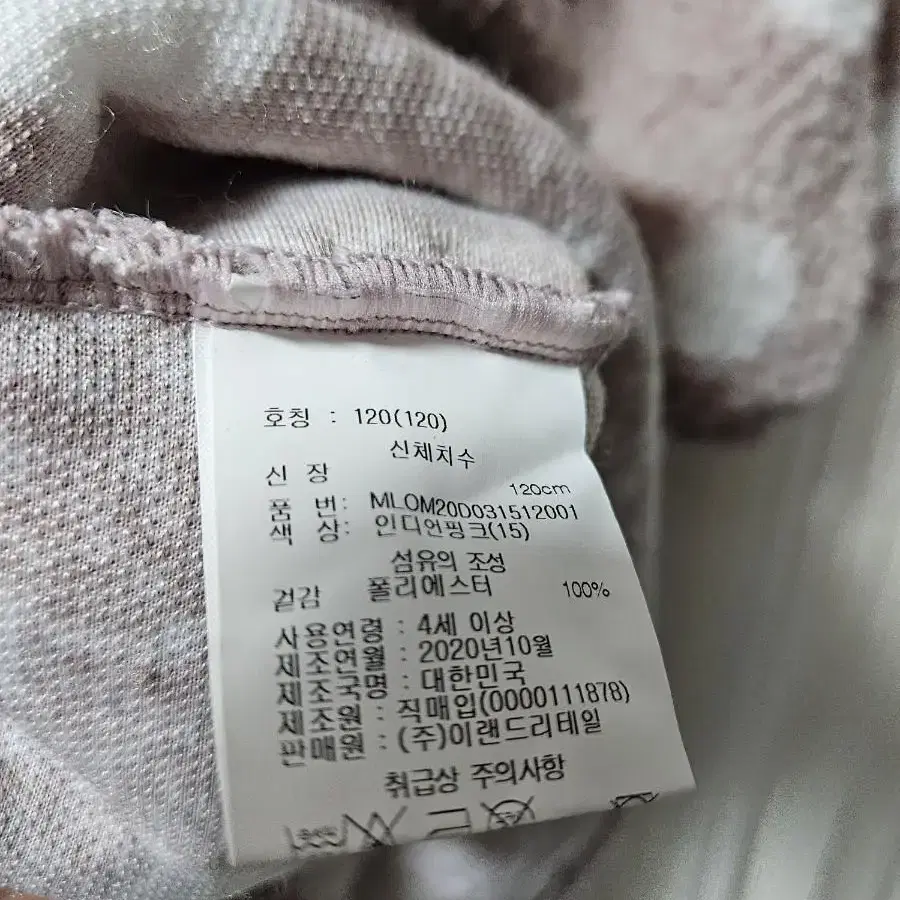 호칭 : 120(120)
신체치수
신 장 120cm
품 번: MLOM20D031512001
색 상: 인디언핑크(15)
섬유의 조성
겉감 폴리에스터 100%
사용연령 : 4세 이상
제조연월 : 2020년10월
제조국명 : 대한민국
제조원 : 직매입(0000111878)
판매원 : (주)이랜드리테일
취급상 주의사항